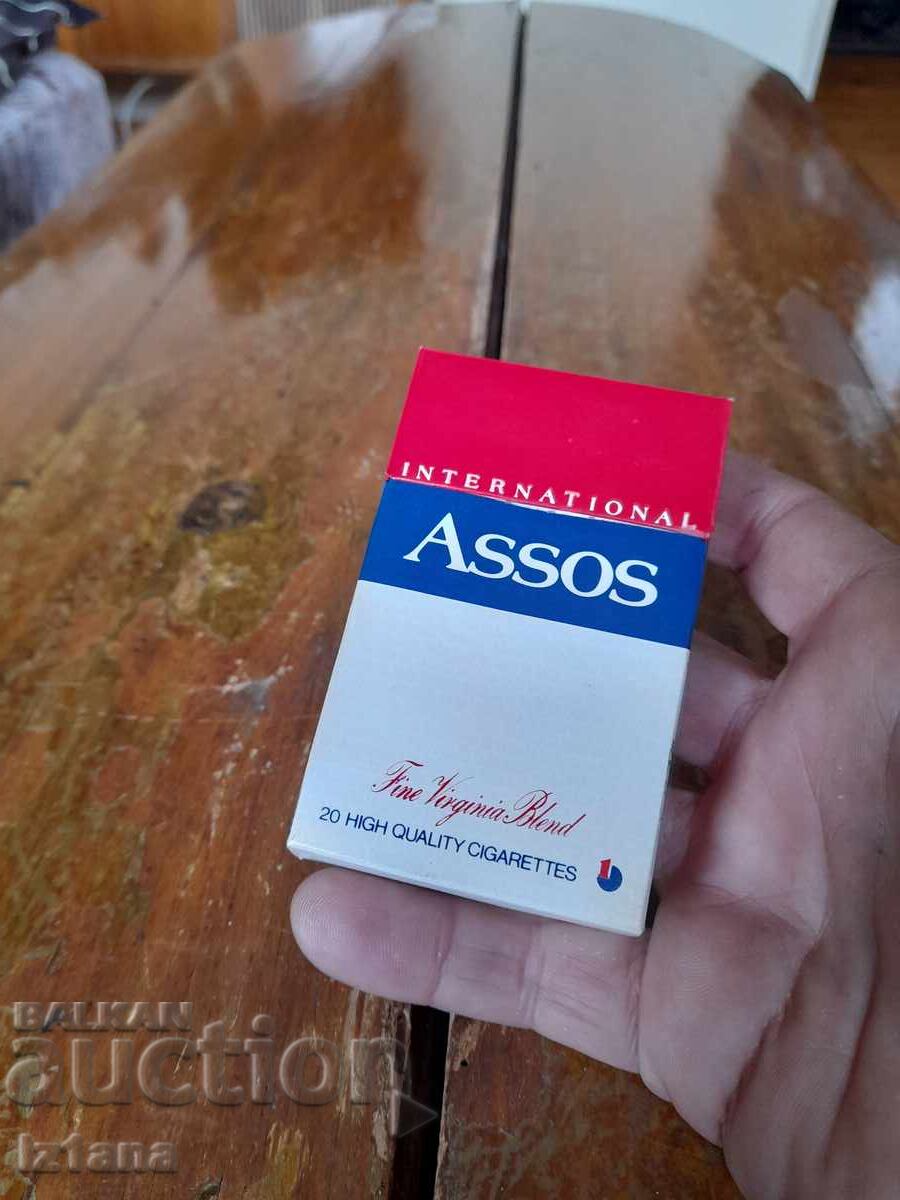 INTERNATIONAL
ASSOS
Fine Virginia Blend
20 HIGH QUALITY CIGARETTES
1
BALKAN
auction
iztana